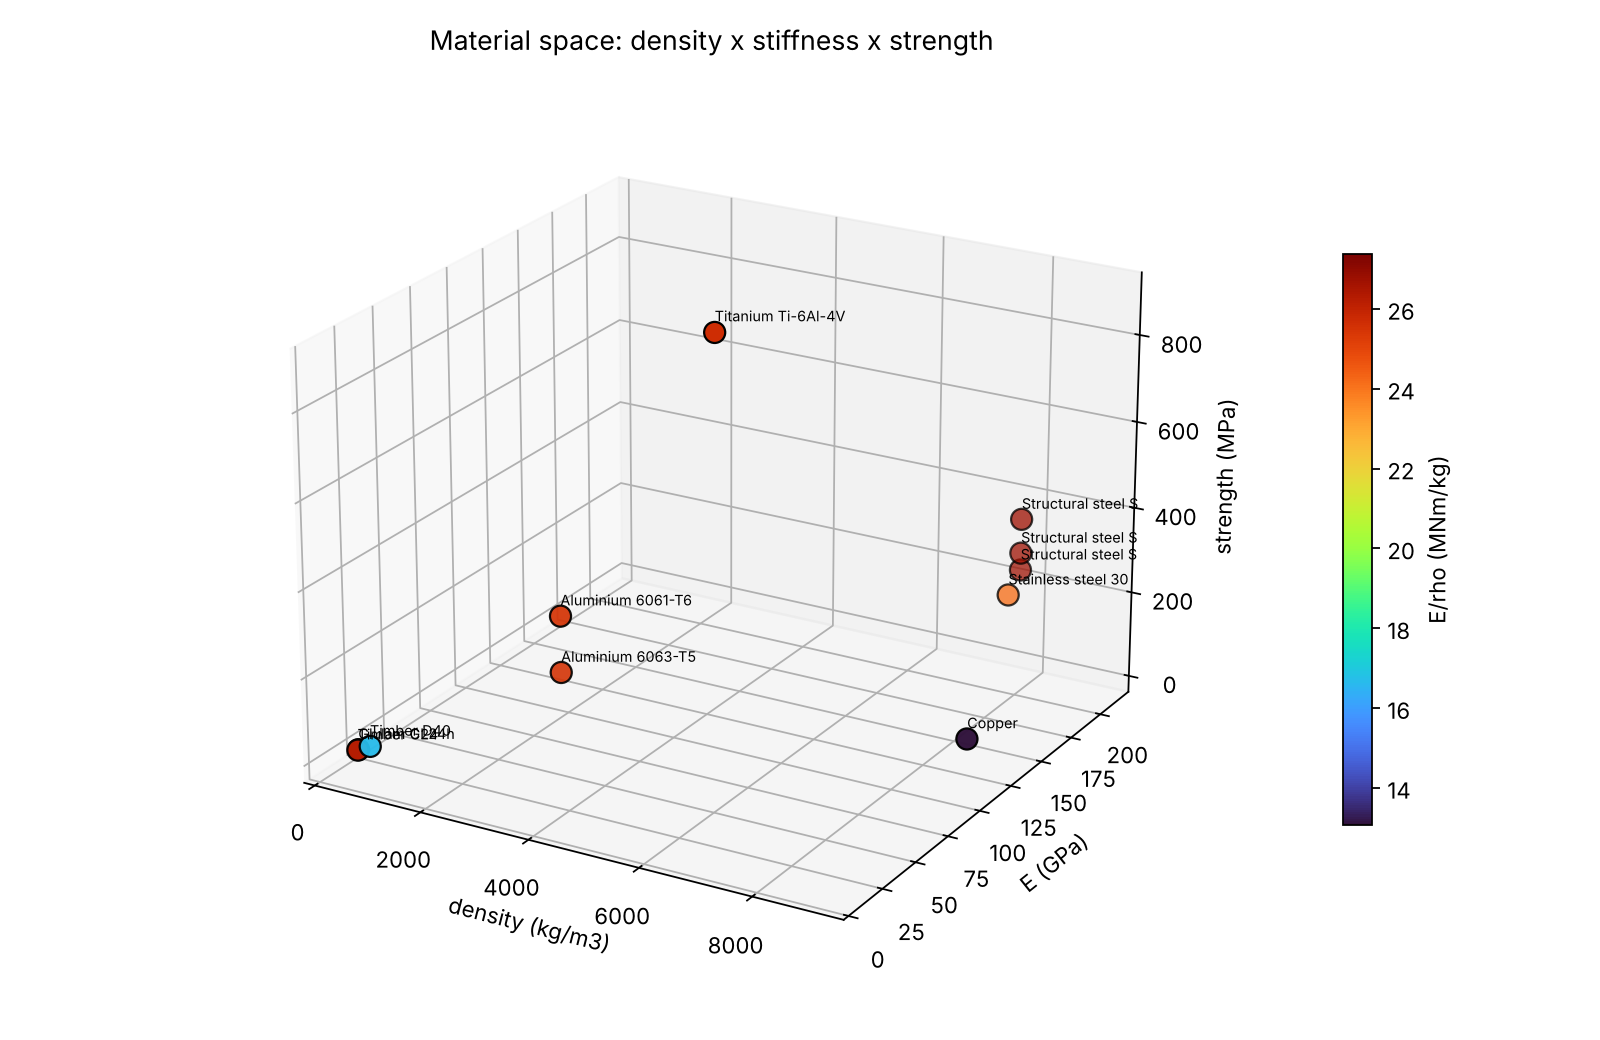 Material space: density x stiffness x strength
Titanium Ti-6Al-4V
Structural steel S
Structural steel S
Structural steel S
Stainless steel 30
Aluminium 6061-T6
Aluminium 6063-T5
Copper
Timber D40
0
2000
4000
6000
8000
density (kg/m3)
0
25
50
75
100
125
150
175
200
E (GPa)
0
200
400
600
800
strength (MPa)
26
24
22
20
18
16
14
E/rho (MNm/kg)